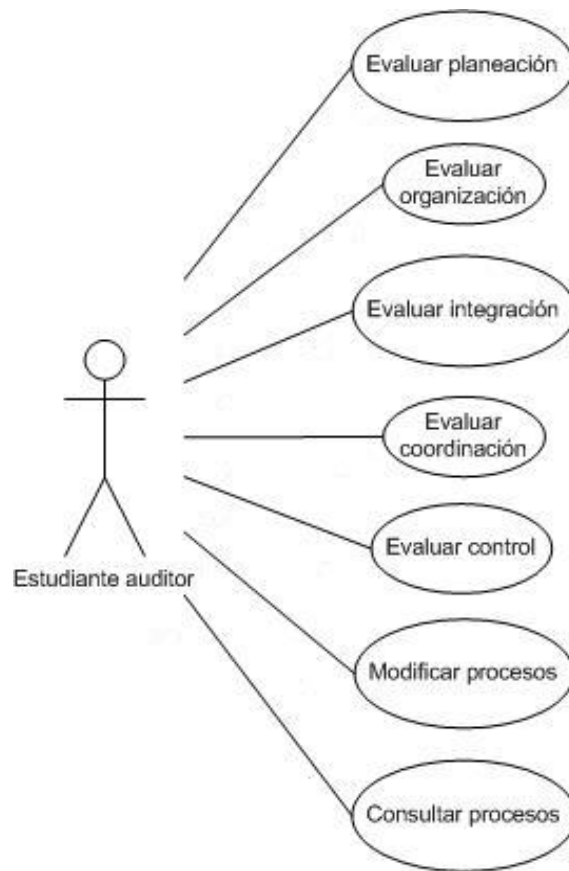 Evaluar planeación
Evaluar
organización
Evaluar integración
Evaluar
coordinación
Evaluar control
Estudiante auditor
Modificar procesos
Consultar procesos